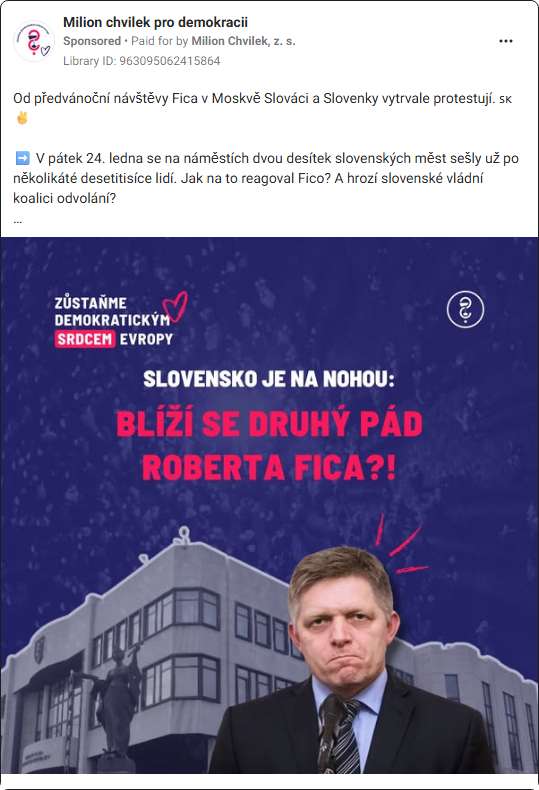 Milion chvilek pro demokracii
Sponsored • Paid for by Milion Chvilek, z. s.
Library ID: 963095062415864
Od předvánoční návštěvy Fica v Moskvě Slováci a Slovenky vytrvale protestují. sᴋ
✌️
➡️ V pátek 24. ledna se na náměstích dvou desítek slovenských měst sešly už po
několikáté desetitisíce lidí. Jak na to reagoval Fico? A hrozí slovenské vládní
koalici odvolání?
...
ZŮSTAŇME
DEMOKRATICKÝM
SRDCEM EVROPY
SLOVENSKO JE NA NOHOU:
BLÍŽÍ SE DRUHÝ PÁD
ROBERTA FICA?!